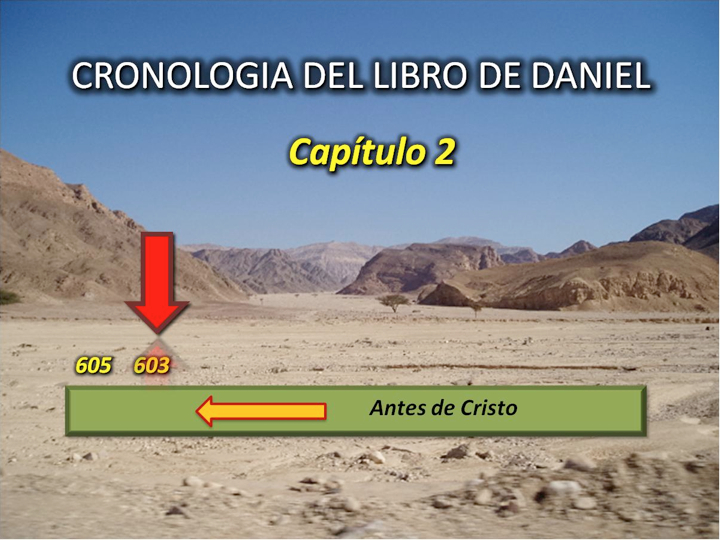 CRONOLOGIA DEL LIBRO DE DANIEL
Capítulo 2
605 603
Antes de Cristo